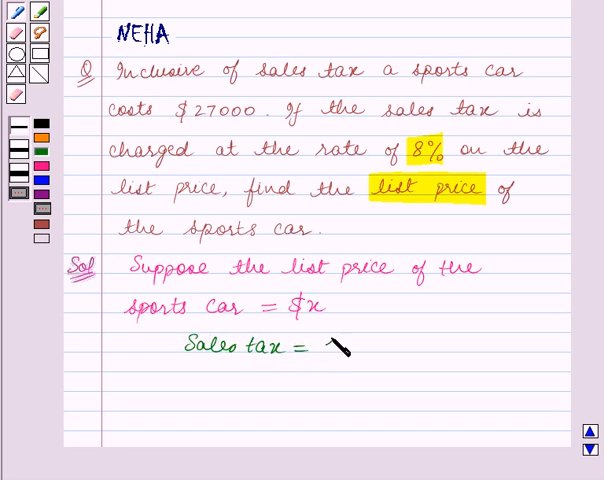 NEHA
Q Inclusive of sales tax a sports car
costs $27000. If the sales tax is
charged at the rate of 8% on the
list price, find the list price of
the sports car.
Sol Suppose the list price of the
sports car = $x
Sales tax =